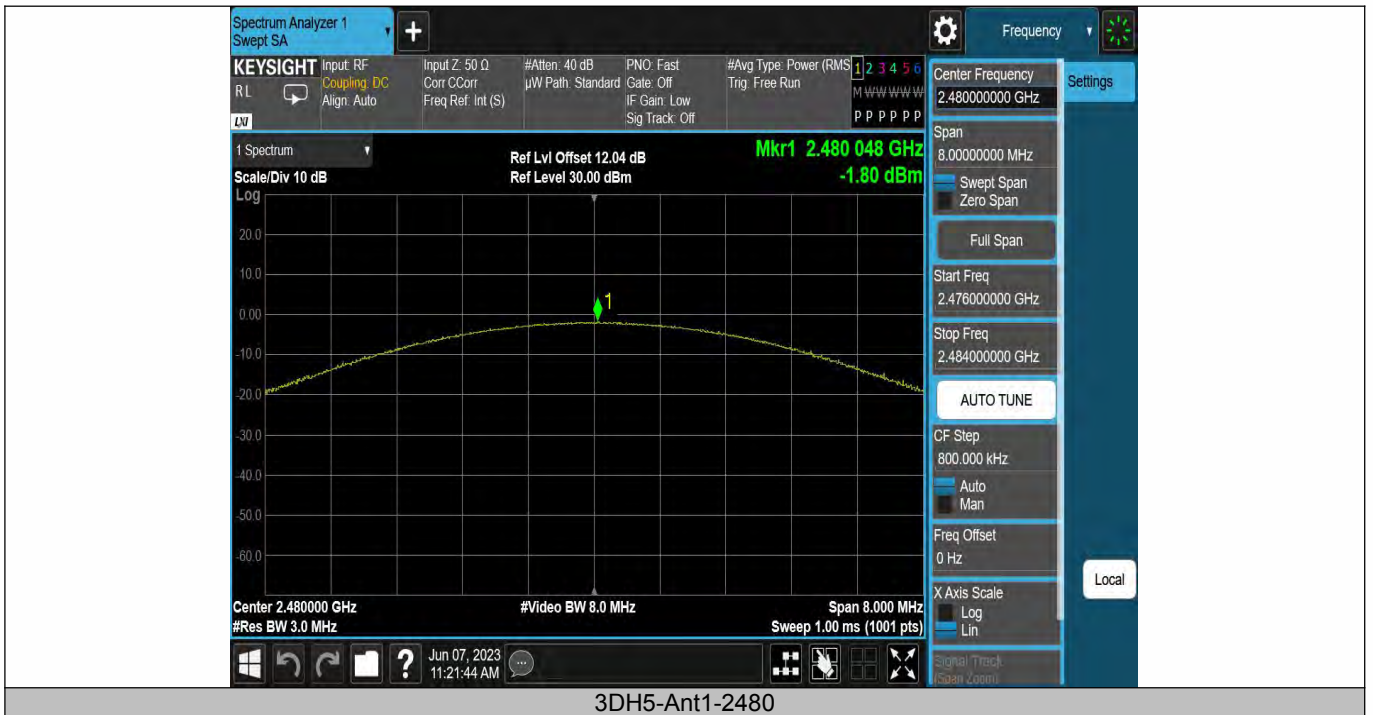 Spectrum Analyzer 1
Swept SA
Frequency
KEYSIGHT
RL
LXI
Input: RF
Coupling: DC
Align: Auto
Input Z: 50 Ω
Corr CCorr
Freq Ref: Int (S)
#Atten: 40 dB
µW Path: Standard
PNO: Fast
Gate: Off
IF Gain: Low
Sig Track: Off
#Avg Type: Power (RMS
Trig: Free Run
1 2 3 4 5 6
M W W W W W
P P P P P P
1 Spectrum
Scale/Div 10 dB
Log
Ref Lvl Offset 12.04 dB
Ref Level 30.00 dBm
Mkr1 2.480 048 GHz
-1.80 dBm
20.0
10.0
0.00
-10.0
-20.0
-30.0
-40.0
-50.0
-60.0
1
Center 2.480000 GHz
#Res BW 3.0 MHz
#Video BW 8.0 MHz
Span 8.000 MHz
Sweep 1.00 ms (1001 pts)
Center Frequency
2.480000000 GHz
Settings
Span
8.00000000 MHz
Swept Span
Zero Span
Full Span
Start Freq
2.476000000 GHz
Stop Freq
2.484000000 GHz
AUTO TUNE
CF Step
800.000 kHz
Auto
Man
Freq Offset
0 Hz
X Axis Scale
Log
Lin
Local
Signal Track
(Span Zoom)
?
Jun 07, 2023
11:21:44 AM
3DH5-Ant1-2480